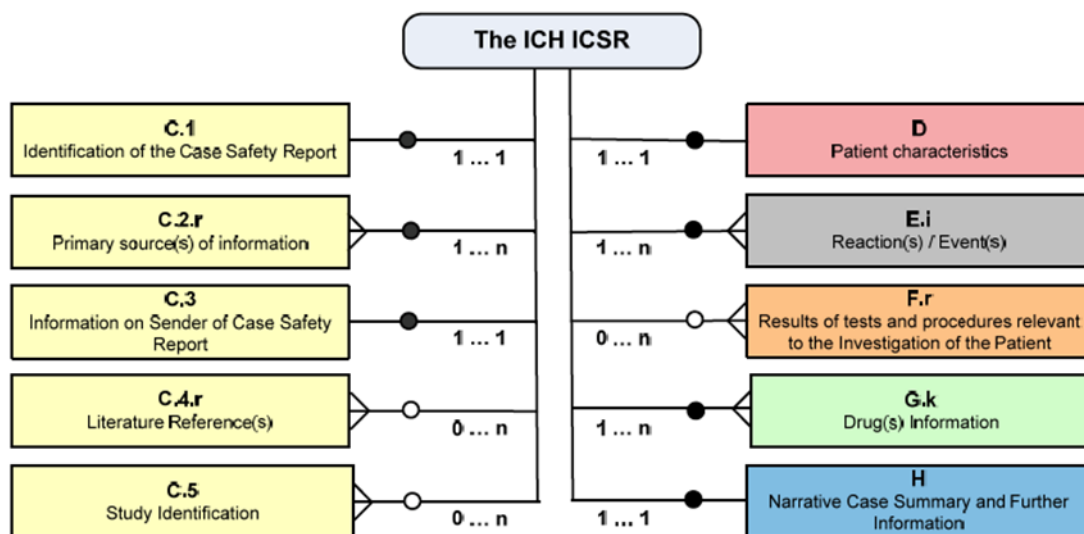 The ICH ICSR
C.1
Identification of the Case Safety Report
1 ... 1
C.2.r
Primary source(s) of information
1 ... n
C.3
Information on Sender of Case Safety
Report
1 ... 1
C.4.r
Literature Reference(s)
0 ... n
C.5
Study Identification
0 ... n
1 ... 1
D
Patient characteristics
1 ... n
E.i
Reaction(s) / Event(s)
0 ... n
F.r
Results of tests and procedures relevant
to the Investigation of the Patient
1 ... n
G.k
Drug(s) Information
1 ... 1
H
Narrative Case Summary and Further
Information